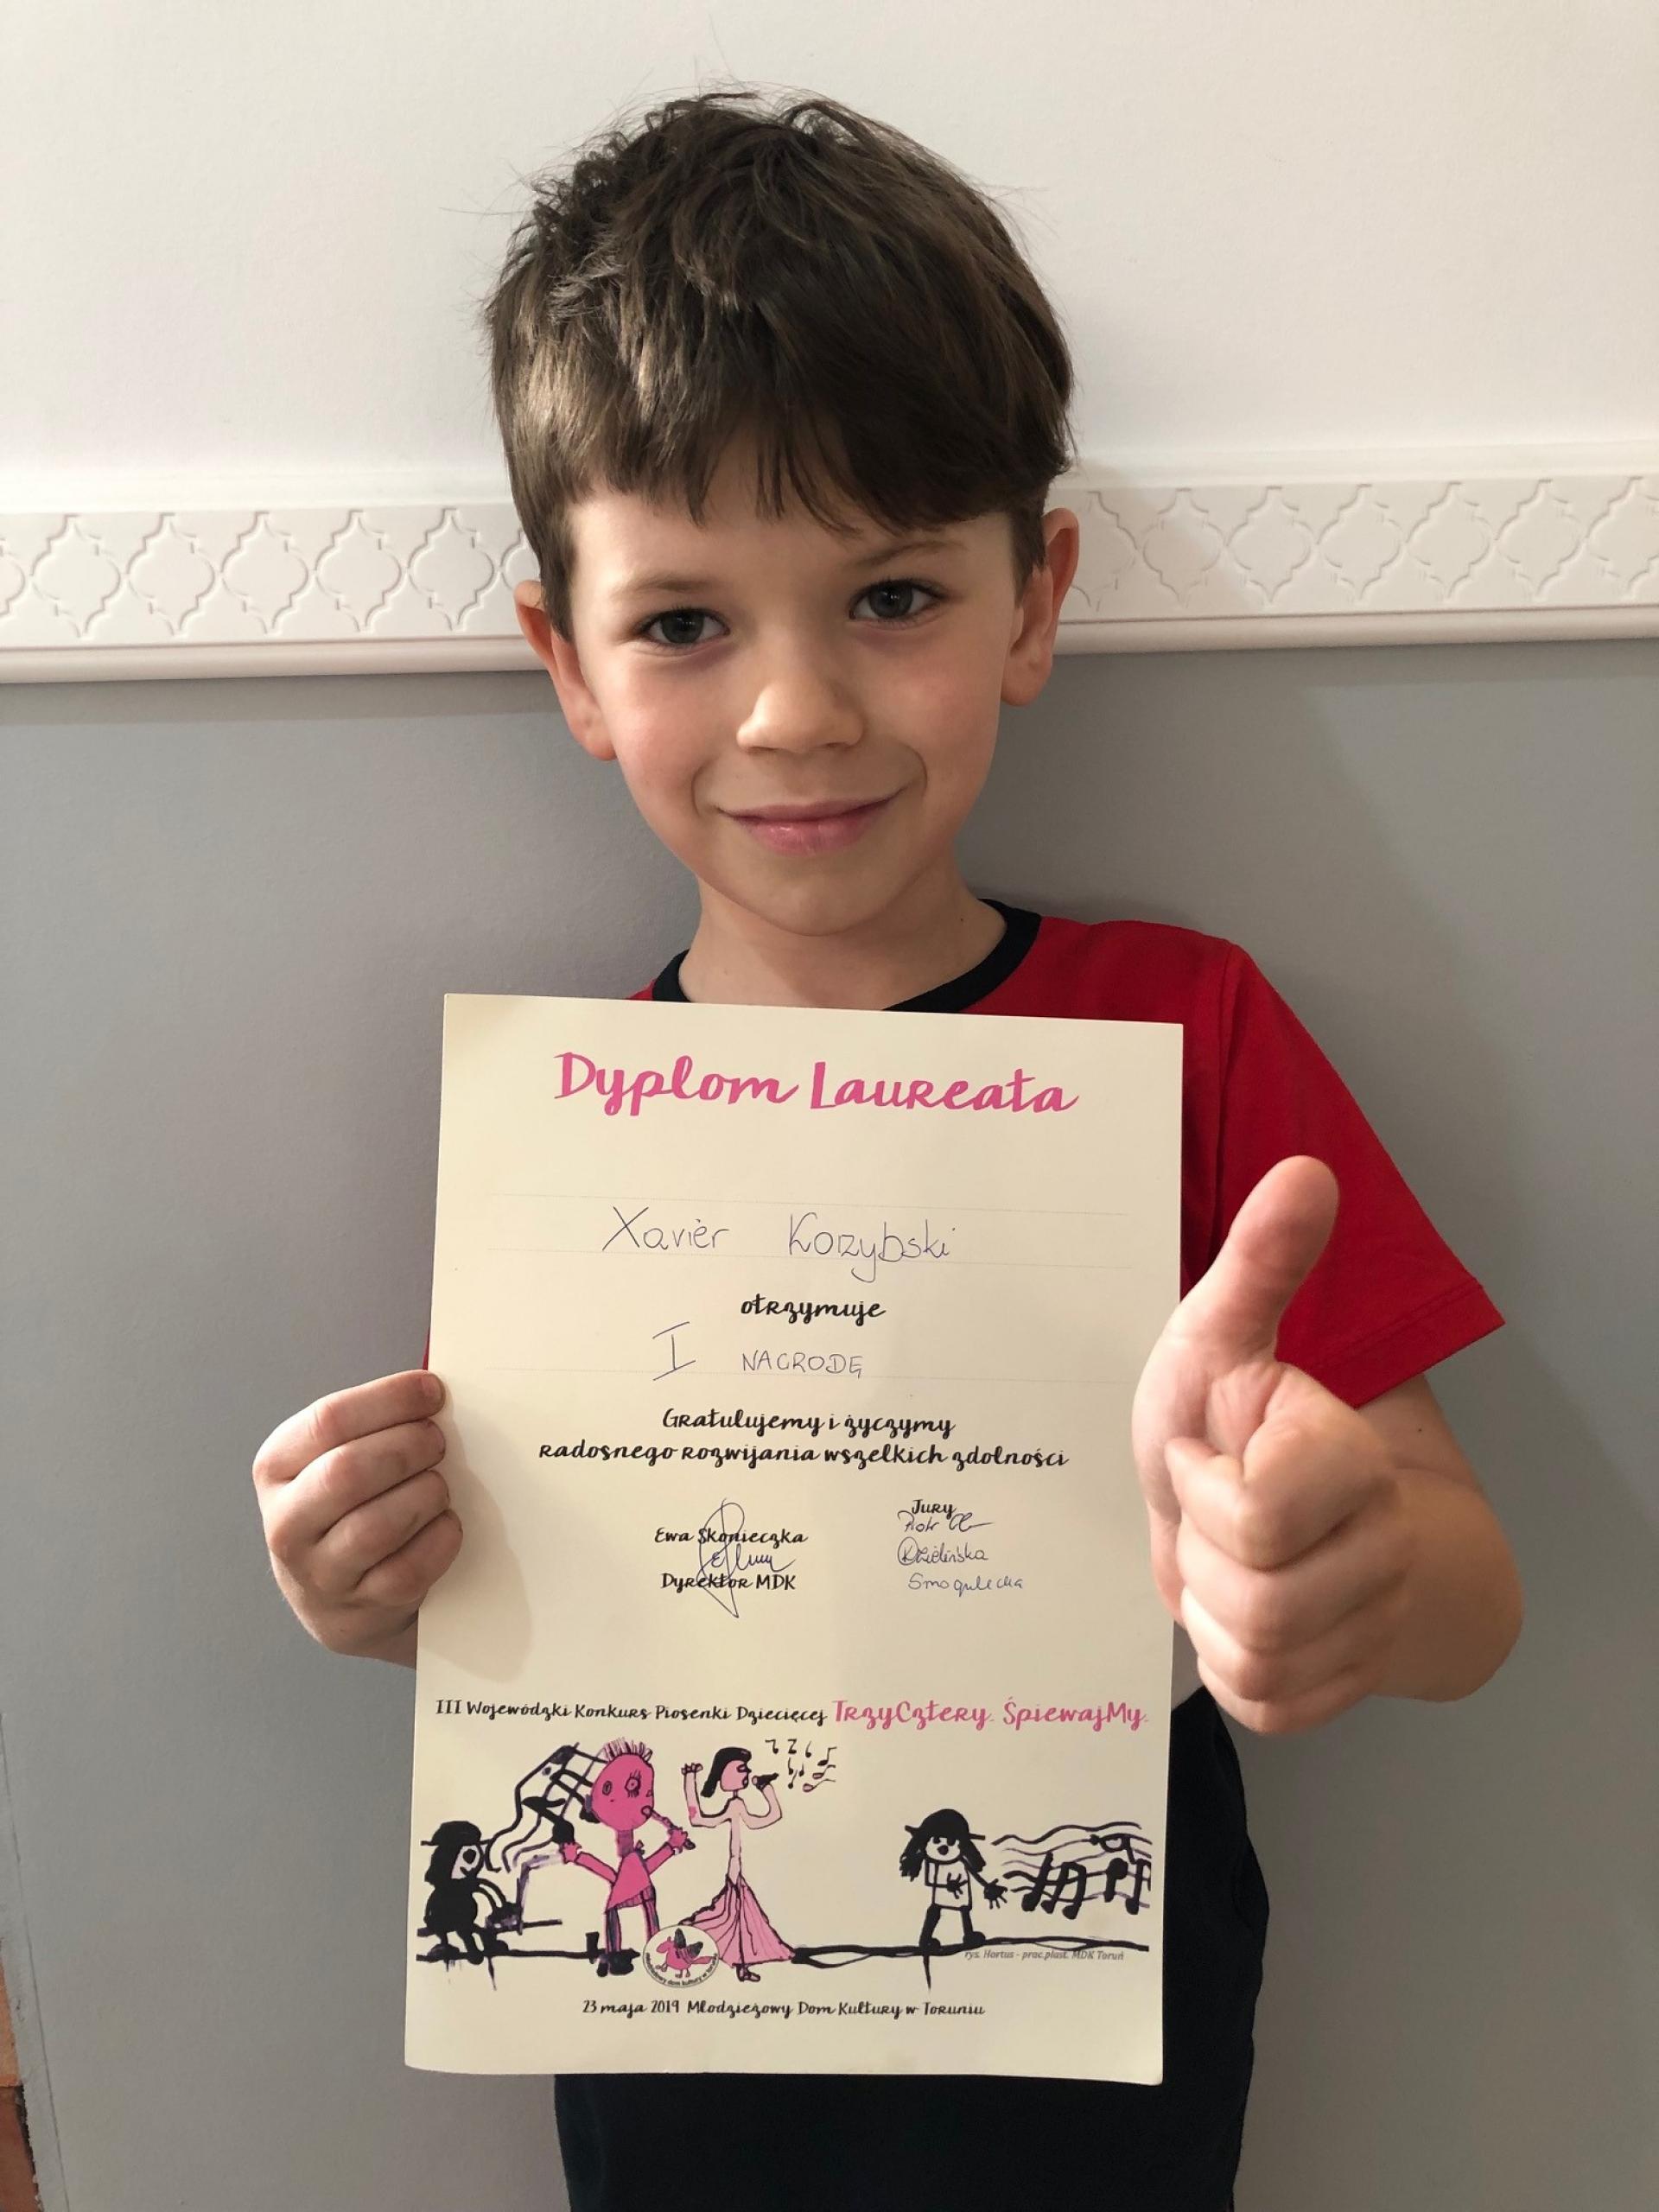 Dyplom Laureata
Xavier Korzybski
otrzymuje
I NAGRODĘ
Gratulujemy i życzymy
radosnego rozwijania wszelkich zdolności
Ewa Skonieczka
Dyrektor MDK
Jury
Piotr
Smogulecka
III Wojewódzki Konkurs Piosenki Dziecięcej TrzyCztery. ŚpiewajMy.
rys. Hortus - prac.plast. MDK Toruń
23 maja 2019 Młodzieżowy Dom Kultury w Toruniu